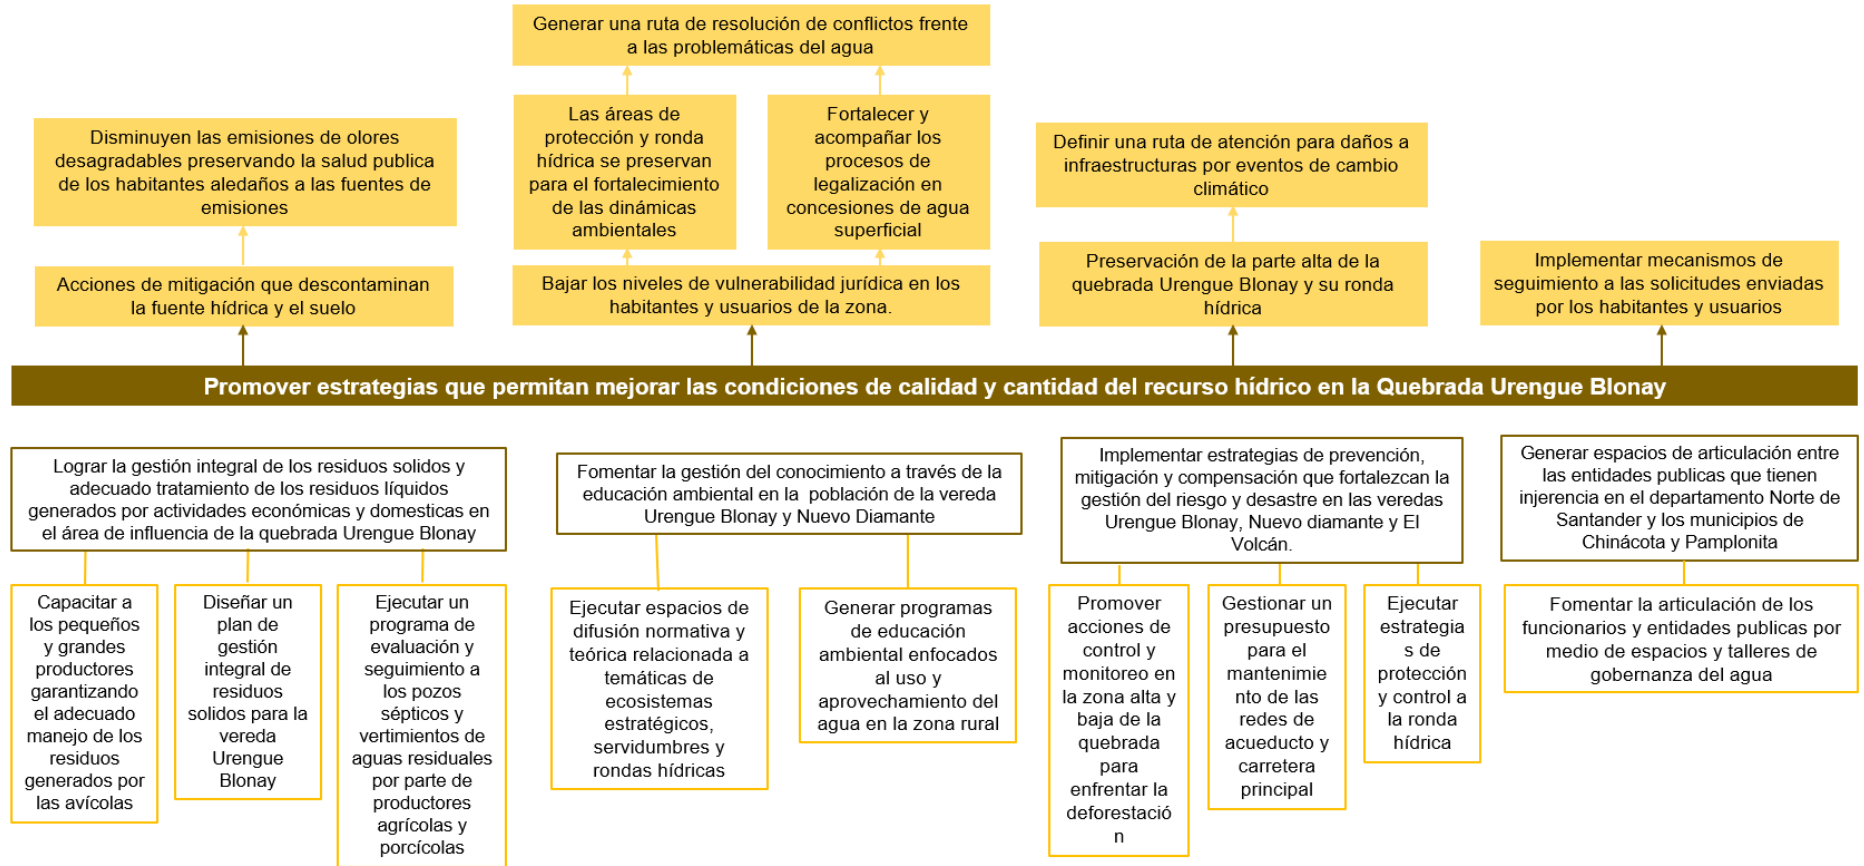 Generar una ruta de resolución de conflictos frente
a las problemáticas del agua
Disminuyen las emisiones de olores
desagradables preservando la salud publica
de los habitantes aledaños a las fuentes de
emisiones
Las áreas de
protección y ronda
hídrica se preservan
para el fortalecimiento
de las dinámicas
ambientales
Fortalecer y
acompañar los
procesos de
legalización en
concesiones de agua
superficial
Definir una ruta de atención para daños a
infraestructuras por eventos de cambio
climático
Acciones de mitigación que descontaminan
la fuente hídrica y el suelo
Bajar los niveles de vulnerabilidad jurídica en los
habitantes y usuarios de la zona.
Preservación de la parte alta de la
quebrada Urengue Blonay y su ronda
hídrica
Implementar mecanismos de
seguimiento a las solicitudes enviadas
por los habitantes y usuarios
Promover estrategias que permitan mejorar las condiciones de calidad y cantidad del recurso hídrico en la Quebrada Urengue Blonay
Lograr la gestión integral de los residuos solidos y
adecuado tratamiento de los residuos líquidos
generados por actividades económicas y domesticas en
el área de influencia de la quebrada Urengue Blonay
Fomentar la gestión del conocimiento a través de la
educación ambiental en la población de la vereda
Urengue Blonay y Nuevo Diamante
Implementar estrategias de prevención,
mitigación y compensación que fortalezcan la
gestión del riesgo y desastre en las veredas
Urengue Blonay, Nuevo diamante y El
Volcán.
Generar espacios de articulación entre
las entidades publicas que tienen
injerencia en el departamento Norte de
Santander y los municipios de
Chinácota y Pamplonita
Capacitar a
los pequeños
y grandes
productores
garantizando
el adecuado
manejo de los
residuos
generados por
las avícolas
Diseñar un
plan de
gestión
integral de
residuos
solidos para la
vereda
Urengue
Blonay
Ejecutar un
programa de
evaluación y
seguimiento a
los pozos
sépticos y
vertimientos de
aguas residuales
por parte de
productores
agrícolas y
porcícolas
Ejecutar espacios de
difusión normativa y
teórica relacionada a
temáticas de
ecosistemas
estratégicos,
servidumbres y
rondas hídricas
Generar programas
de educación
ambiental enfocados
al uso y
aprovechamiento del
agua en la zona rural
Promover
acciones de
control y
monitoreo en
la zona alta y
baja de la
quebrada
para
enfrentar la
deforestació
n
Gestionar un
presupuesto
para el
mantenimie
nto de las
redes de
acueducto y
carretera
principal
Ejecutar
estrategia
s de
protección
y control a
la ronda
hídrica
Fomentar la articulación de los
funcionarios y entidades publicas por
medio de espacios y talleres de
gobernanza del agua